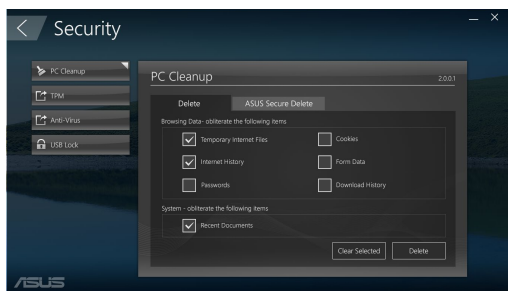 Security
PC Cleanup
TPM
Anti-Virus
USB Lock
PC Cleanup 2.0.0.1
Delete ASUS Secure Delete
Browsing Data- obliterate the following items
Temporary Internet Files Cookies
Internet History Form Data
Passwords Download History
System - obliterate the following items
Recent Documents
Clear Selected Delete
ASUS